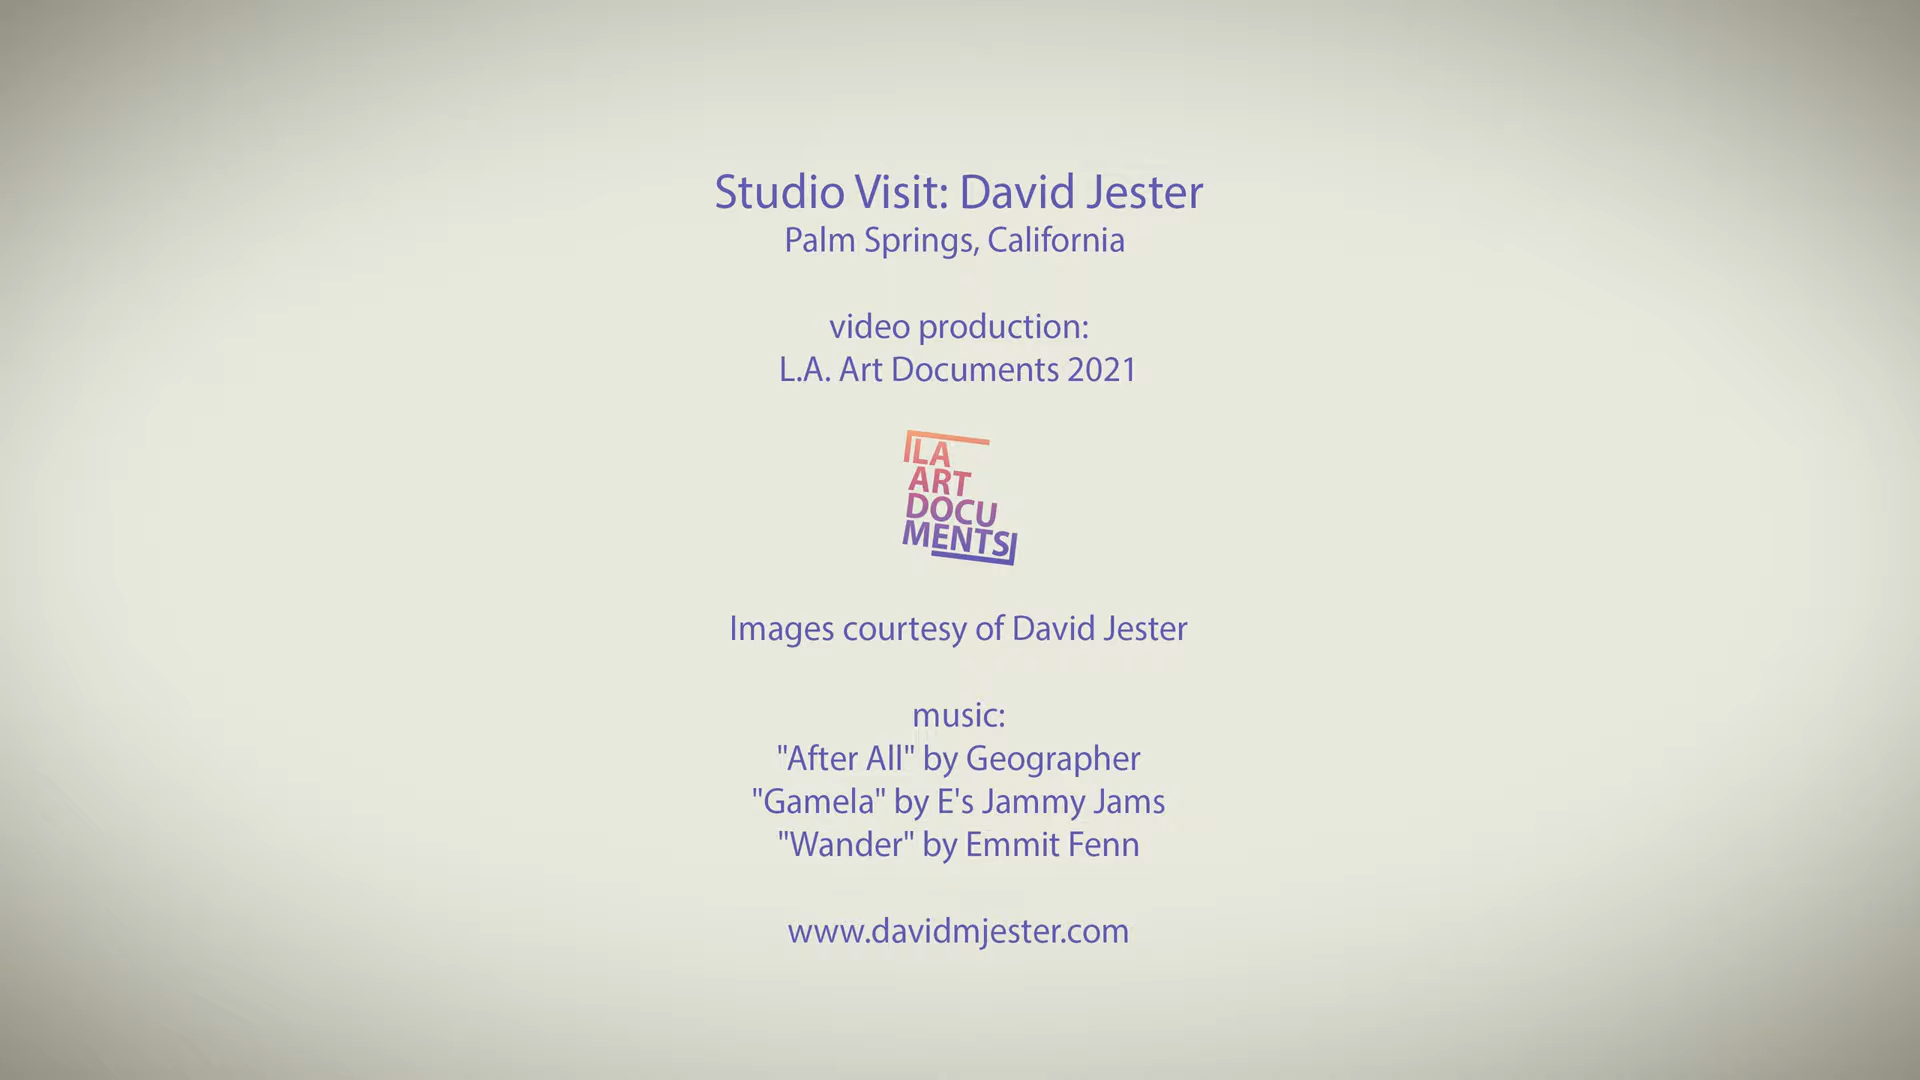 Studio Visit: David Jester
Palm Springs, California
video production:
L.A. Art Documents 2021
LA
ART
DOCU
MENTS
Images courtesy of David Jester
music:
"After All" by Geographer
"Gamela" by E's Jammy Jams
"Wander" by Emmit Fenn
www.davidmjester.com